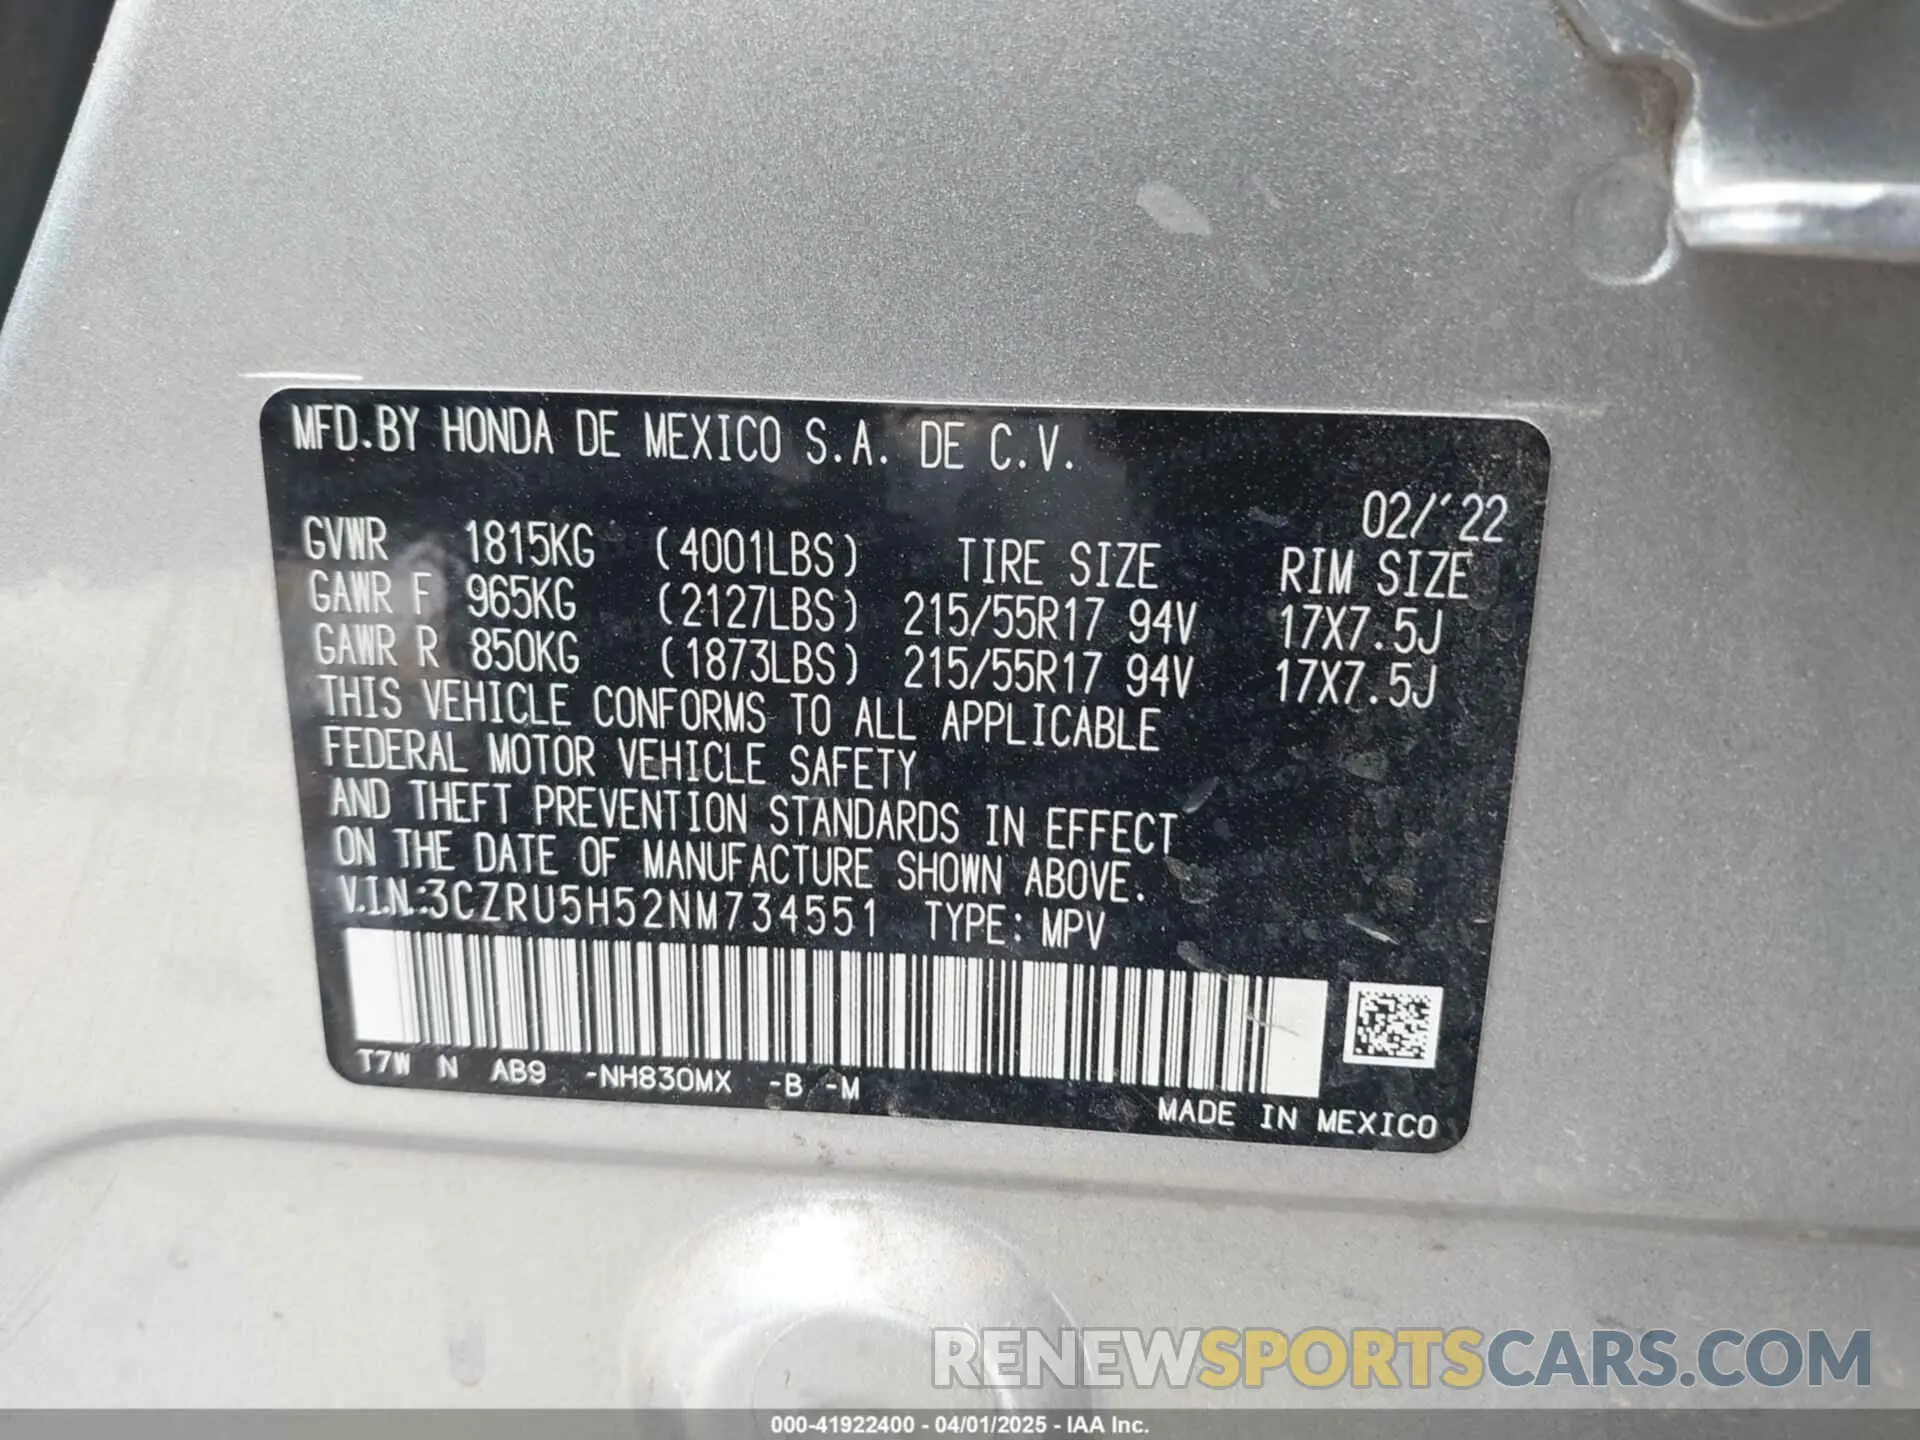 MFD.BY HONDA DE MEXICO S.A. DE C.V.
02/'22
GVWR 1815KG (4001LBS) TIRE SIZE RIM SIZE
GAWR F 965KG (2127LBS) 215/55R17 94V 17X7.5J
GAWR R 850KG (1873LBS) 215/55R17 94V 17X7.5J
THIS VEHICLE CONFORMS TO ALL APPLICABLE
FEDERAL MOTOR VEHICLE SAFETY
AND THEFT PREVENTION STANDARDS IN EFFECT
ON THE DATE OF MANUFACTURE SHOWN ABOVE.
V.I.N.:3CZRU5H52NM734551 TYPE: MPV
T7W N AB9 -NH830MX -B -M
MADE IN MEXICO
RENEWSPORTSCARS.COM
000-41922400 - 04/01/2025 - IAA Inc.